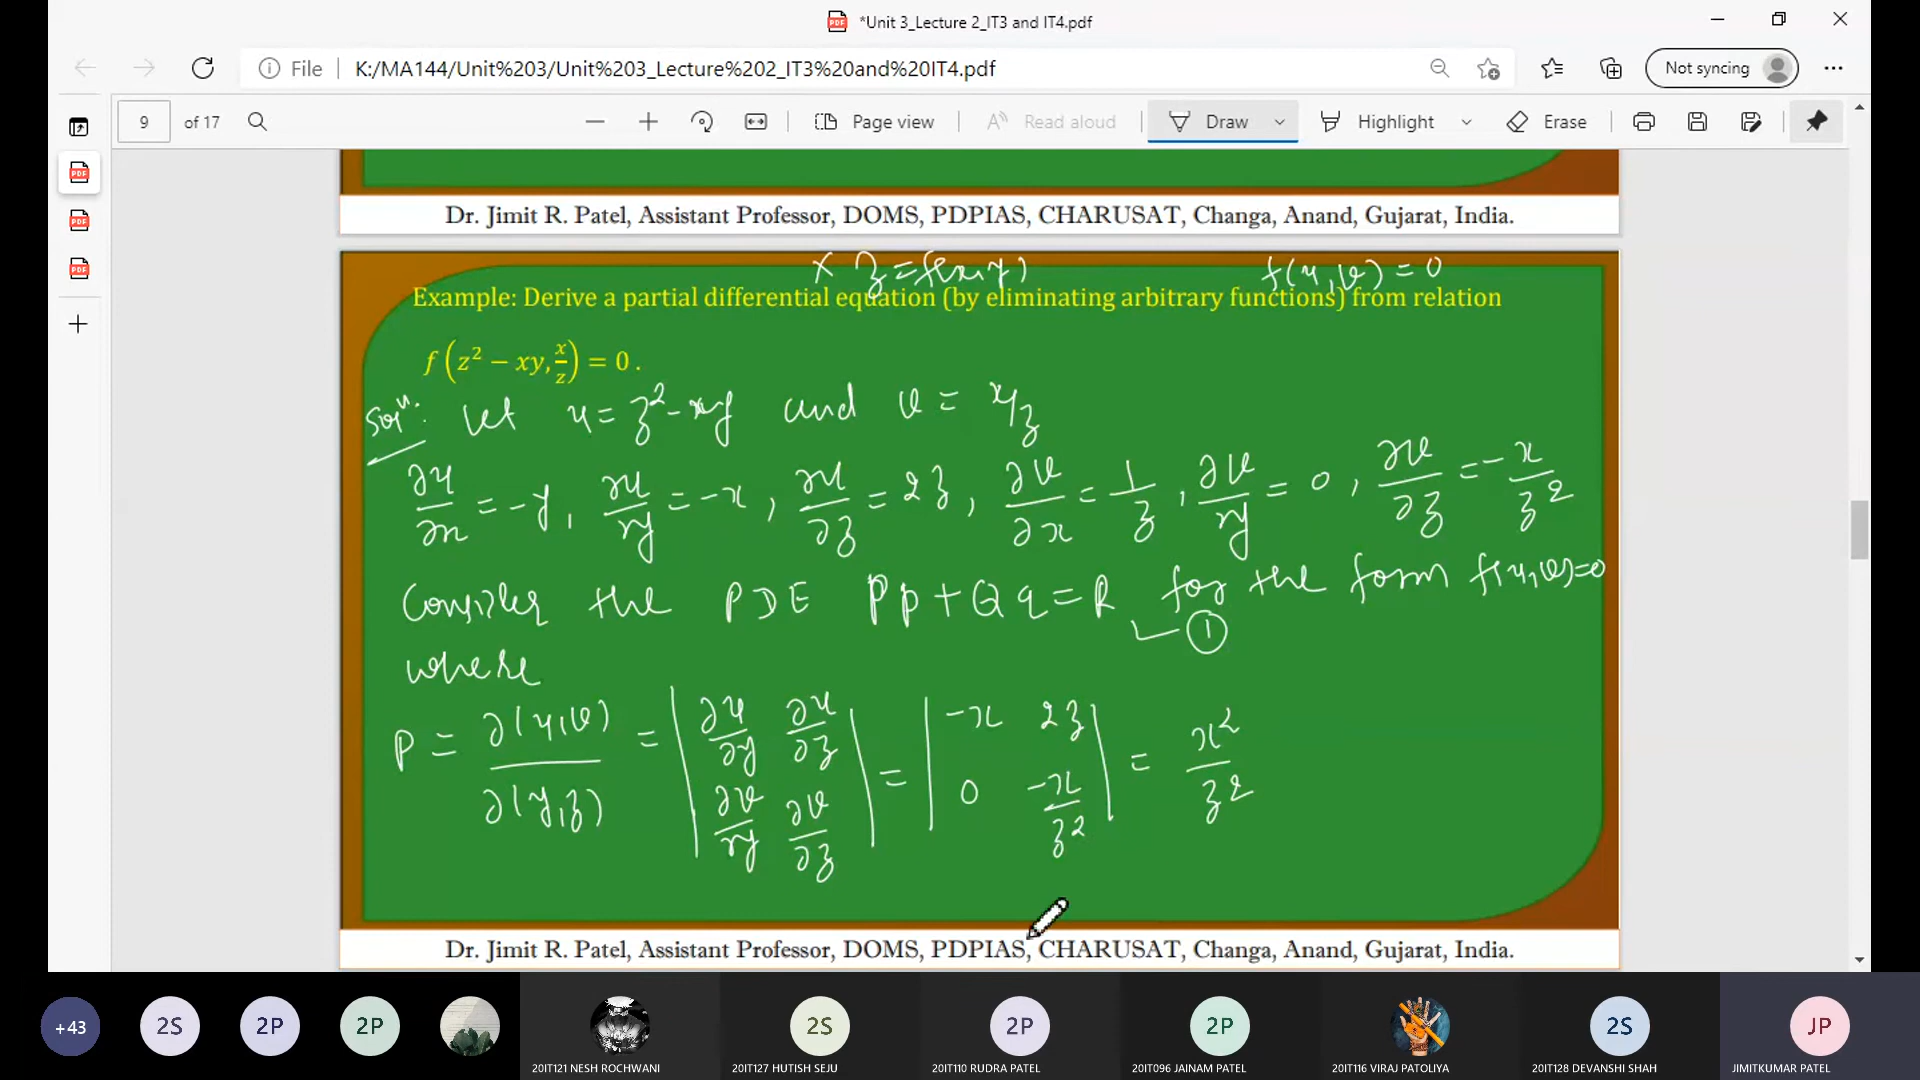 *Unit 3_Lecture 2_IT3 and IT4.pdf
File | K:/MA144/Unit%203/Unit%203_Lecture%202_IT3%20and%20IT4.pdf
Not syncing
9 of 17
Page view
Read aloud
Draw
Highlight
Erase
Dr. Jimit R. Patel, Assistant Professor, DOMS, PDPIAS, CHARUSAT, Changa, Anand, Gujarat, India.
× z = f(x, y) f(u, v) = 0
Example: Derive a partial differential equation (by eliminating arbitrary functions) from relation
f(z² − xy, x/z) = 0 .
Solⁿ: Let u = z² - xy and v = x/z
∂u/∂x = -y, ∂u/∂y = -x, ∂u/∂z = 2z, ∂v/∂x = 1/z, ∂v/∂y = 0, ∂v/∂z = -x/z²
Consider the PDE Pp + Qq = R for the form f(u,v)=0
①
where
P = ∂(u,v)/∂(y,z) = | ∂u/∂y ∂u/∂z ; ∂v/∂y ∂v/∂z | = | -x 2z ; 0 -x/z² | = x²/z²
Dr. Jimit R. Patel, Assistant Professor, DOMS, PDPIAS, CHARUSAT, Changa, Anand, Gujarat, India.
+43 2S 2P 2P 2S 2P 2P 2S JP
20IT121 NESH ROCHWANI 20IT127 HUTISH SEJU 20IT110 RUDRA PATEL 20IT096 JAINAM PATEL 20IT116 VIRAJ PATOLIYA 20IT128 DEVANSHI SHAH JIMITKUMAR PATEL